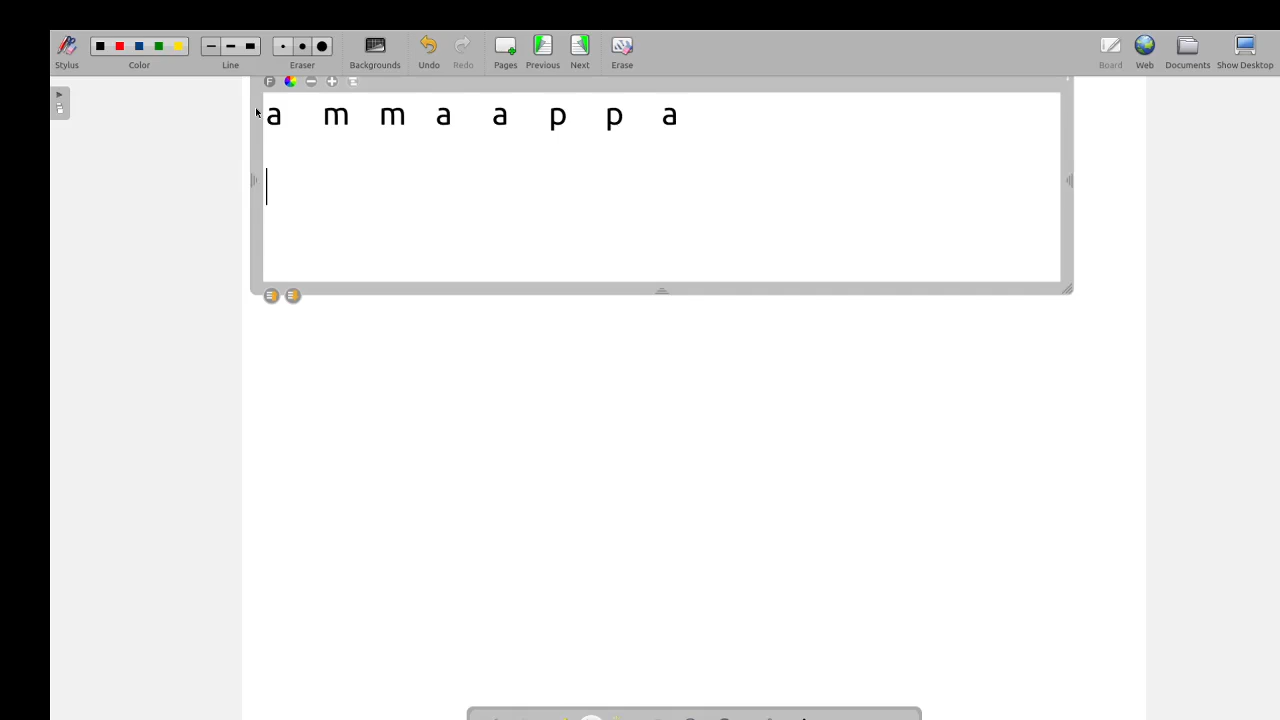 Stylus Color Line Eraser Backgrounds Undo Redo Pages Previous Next Erase Board Web Documents Show Desktop
F
a m m a a p p a